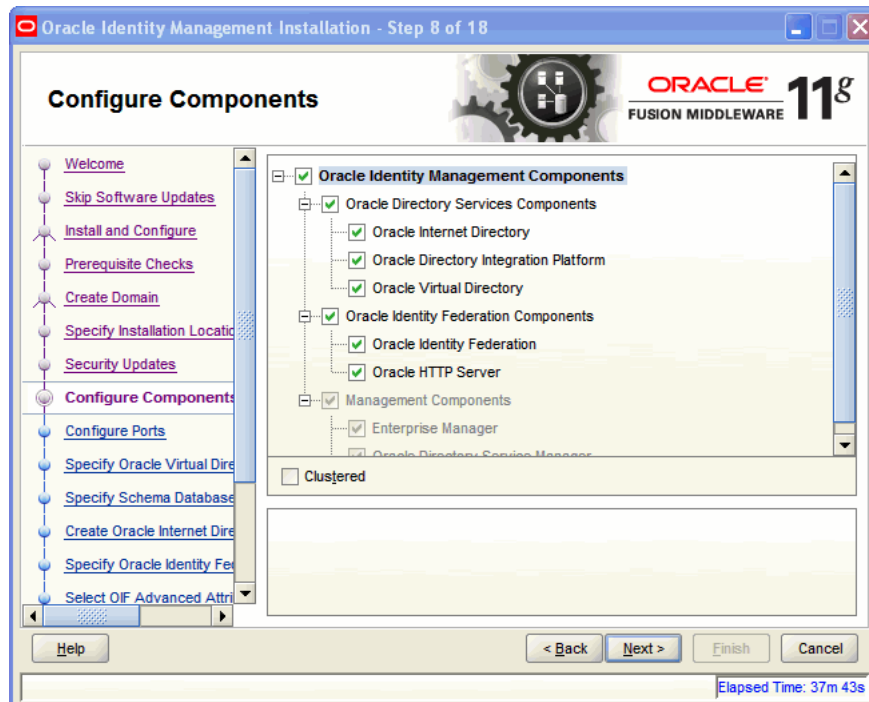 Oracle Identity Management Installation - Step 8 of 18
Configure Components
ORACLE
FUSION MIDDLEWARE 11g
Welcome
Skip Software Updates
Install and Configure
Prerequisite Checks
Create Domain
Specify Installation Locatio
Security Updates
Configure Components
Configure Ports
Specify Oracle Virtual Dire
Specify Schema Database
Create Oracle Internet Dire
Specify Oracle Identity Fe
Select OIF Advanced Attri
Oracle Identity Management Components
Oracle Directory Services Components
Oracle Internet Directory
Oracle Directory Integration Platform
Oracle Virtual Directory
Oracle Identity Federation Components
Oracle Identity Federation
Oracle HTTP Server
Management Components
Enterprise Manager
Oracle Directory Service Manager
Clustered
Help
< Back
Next >
Finish
Cancel
Elapsed Time: 37m 43s